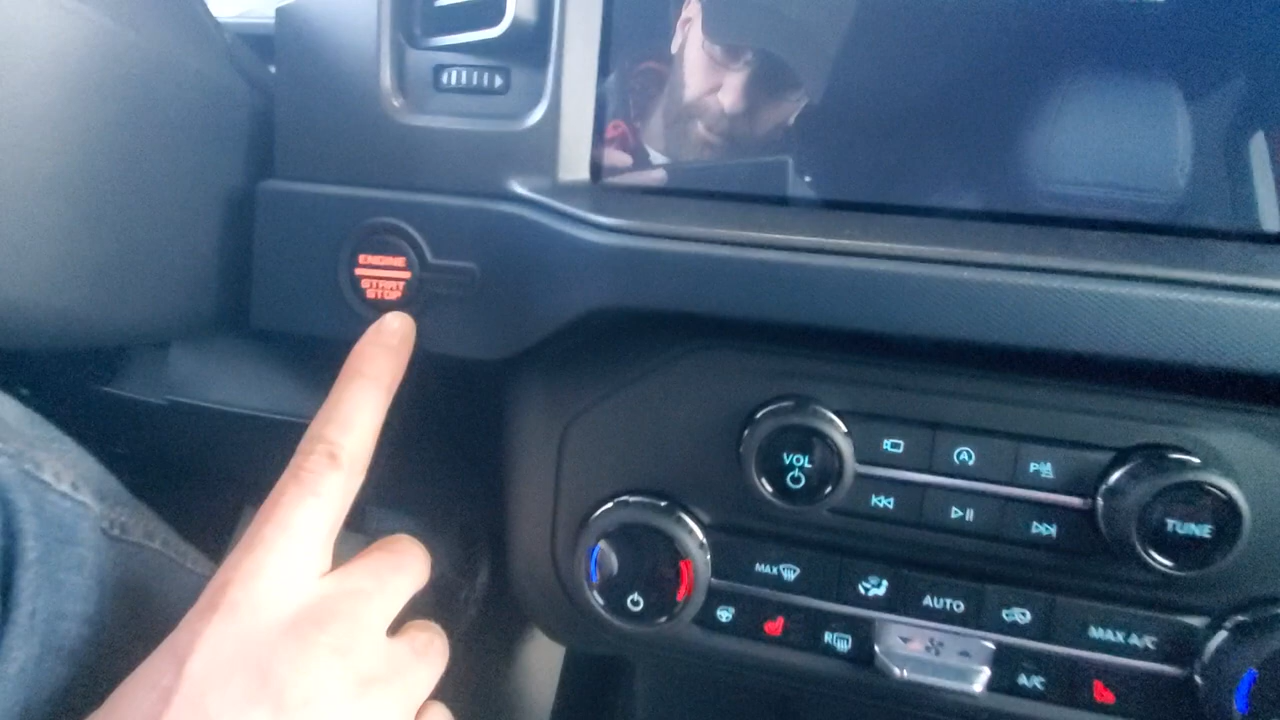 ENGINE
START
STOP
VOL
A
P
TUNE
MAX
AUTO
MAX A/C
R
A/C